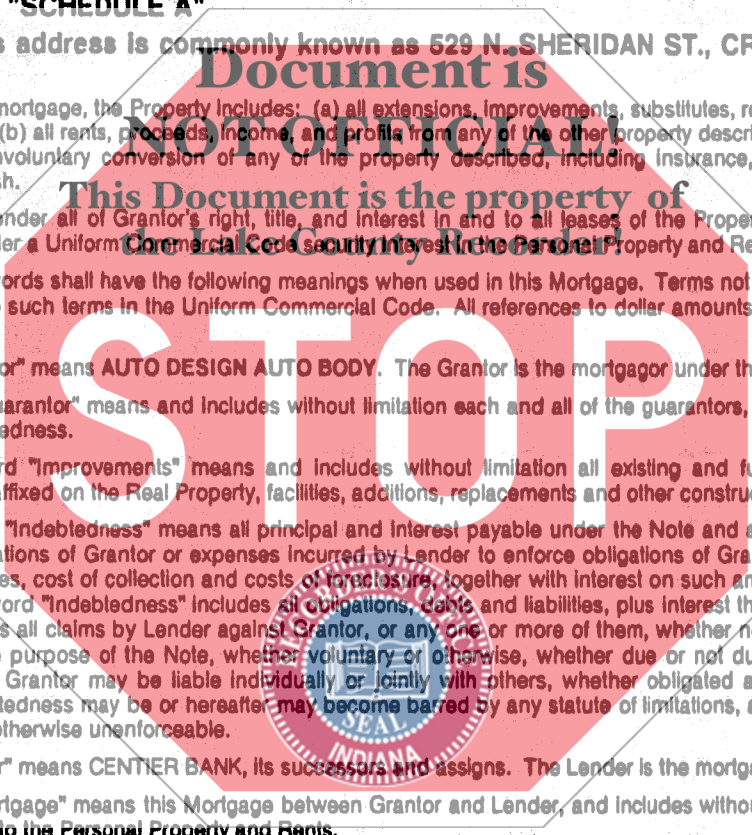 "SCHEDULE A"
address is commonly known as 529 N. SHERIDAN ST., CR
Document is
mortgage, the Property includes: (a) all extensions, improvements, substitutes,
NOT OFFICIAL!
(b) all rents, proceeds, income, and profits from any of the other property descri
voluntary conversion of any of the property described, including insurance,
This Document is the property of
ender all of Grantor's right, title, and interest in and to all leases of the Proper
the Lake County Recorder!
a Uniform Commercial Code security interest in the Personal Property and Re
ords shall have the following meanings when used in this Mortgage. Terms not
such terms in the Uniform Commercial Code. All references to dollar amounts
STOP
or" means AUTO DESIGN AUTO BODY. The Grantor is the mortgagor under th
uarantor" means and includes without limitation each and all of the guarantors,
edness.
rd "Improvements" means and includes without limitation all existing and fu
affixed on the Real Property, facilities, additions, replacements and other constru
"Indebtedness" means all principal and interest payable under the Note and a
ations of Grantor or expenses incurred by Lender to enforce obligations of Gra
es, cost of collection and costs of foreclosure, together with interest on such am
ord "Indebtedness" includes all obligations, debts and liabilities, plus interest th
s all claims by Lender against Grantor, or any one or more of them, whether n
purpose of the Note, whether voluntary or otherwise, whether due or not du
Grantor may be liable individually or jointly with others, whether obligated a
tedness may be or hereafter may become barred by any statute of limitations, a
otherwise unenforceable.
SEAL
INDIANA
r" means CENTIER BANK, its successors and assigns. The Lender is the mortga
rtgage" means this Mortgage between Grantor and Lender, and includes witho
to the Personal Property and Rents.